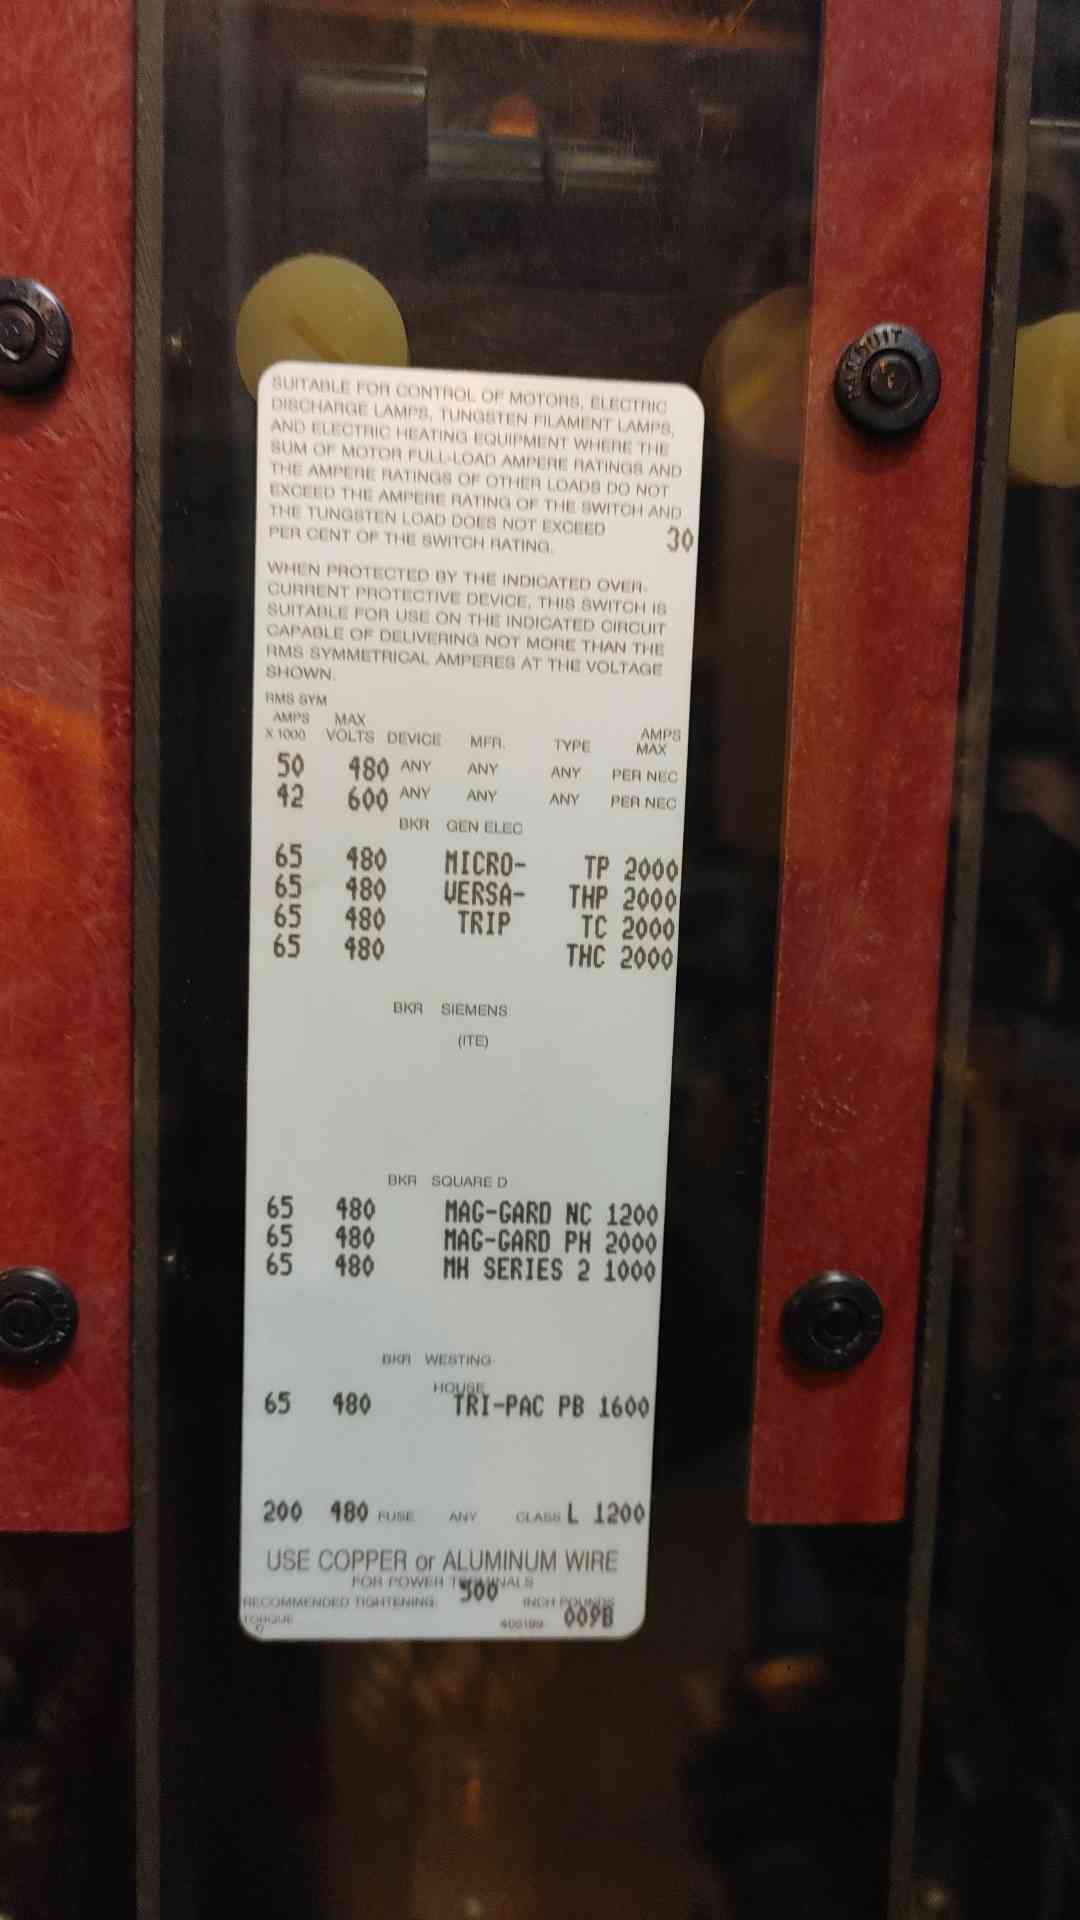 SUITABLE FOR CONTROL OF MOTORS, ELECTRIC
DISCHARGE LAMPS, TUNGSTEN FILAMENT LAMPS,
AND ELECTRIC HEATING EQUIPMENT WHERE THE
SUM OF MOTOR FULL-LOAD AMPERE RATINGS AND
THE AMPERE RATINGS OF OTHER LOADS DO NOT
EXCEED THE AMPERE RATING OF THE SWITCH AND
THE TUNGSTEN LOAD DOES NOT EXCEED 30
PER CENT OF THE SWITCH RATING.
WHEN PROTECTED BY THE INDICATED OVER-
CURRENT PROTECTIVE DEVICE, THIS SWITCH IS
SUITABLE FOR USE ON THE INDICATED CIRCUIT
CAPABLE OF DELIVERING NOT MORE THAN THE
RMS SYMMETRICAL AMPERES AT THE VOLTAGE
SHOWN.
RMS SYM
AMPS MAX AMPS
X 1000 VOLTS DEVICE MFR. TYPE MAX
50 480 ANY ANY ANY PER NEC
42 600 ANY ANY ANY PER NEC
BKR GEN ELEC
65 480 MICRO- TP 2000
65 480 VERSA- THP 2000
65 480 TRIP TC 2000
65 480 THC 2000
BKR SIEMENS
(ITE)
BKR SQUARE D
65 480 MAG-GARD NC 1200
65 480 MAG-GARD PH 2000
65 480 MH SERIES 2 1000
BKR WESTING-
HOUSE
65 480 TRI-PAC PB 1600
200 480 FUSE ANY CLASS L 1200
USE COPPER or ALUMINUM WIRE
FOR POWER TERMINALS
RECOMMENDED TIGHTENING 500 INCH POUNDS
TORQUE 009B